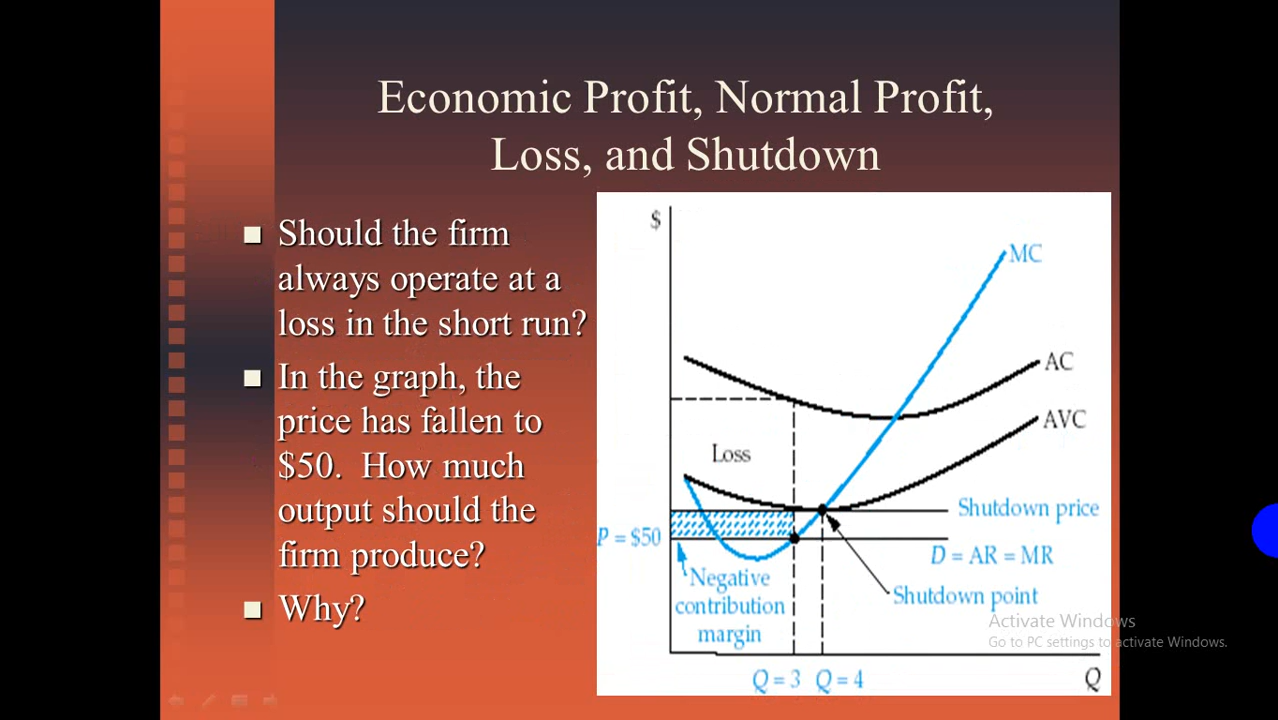 Economic Profit, Normal Profit,
Loss, and Shutdown
Should the firm
always operate at a
loss in the short run?
In the graph, the
price has fallen to
$50. How much
output should the
firm produce?
Why?
$
MC
AC
AVC
Loss
Shutdown price
P = $50
D = AR = MR
Negative
contribution
margin
Shutdown point
Q = 3 Q = 4
Q
Activate Windows
Go to PC settings to activate Windows.